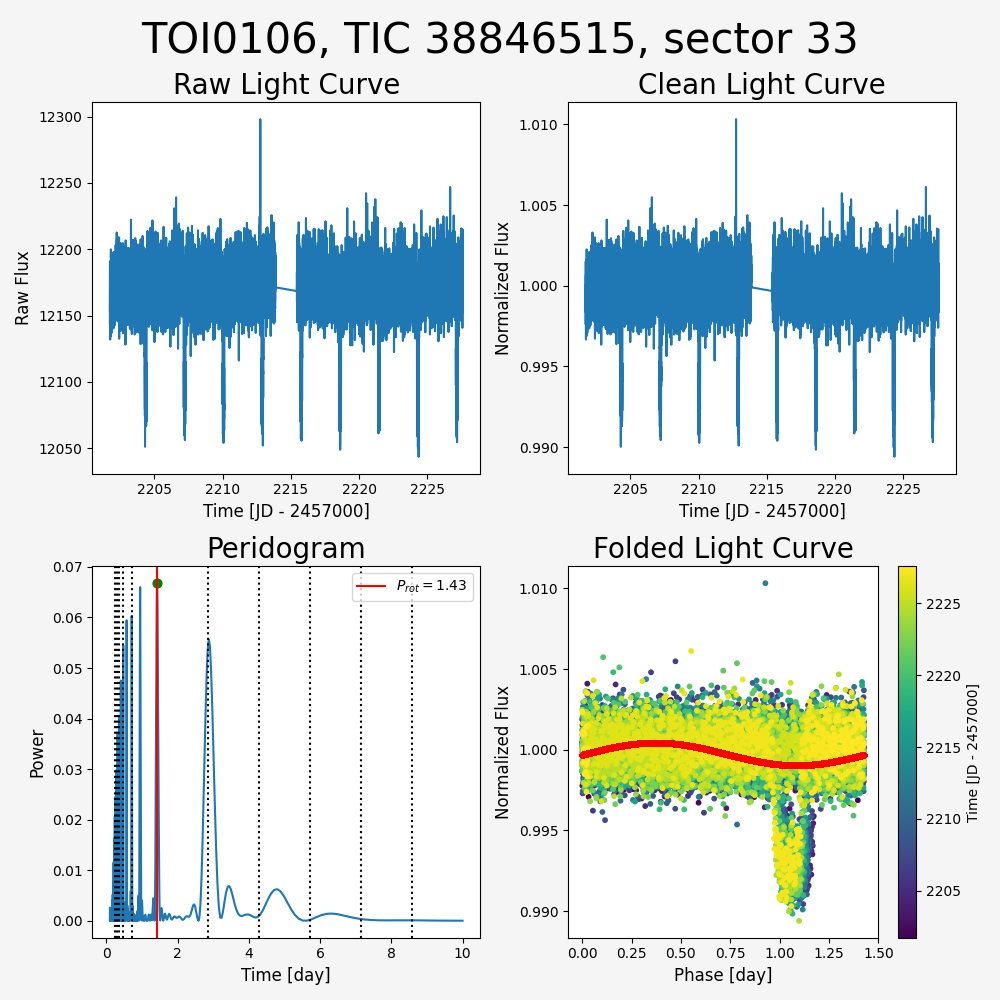 TOI0106, TIC 38846515, sector 33
Raw Light Curve
Clean Light Curve
12300
12250
12200
12150
12100
12050
Raw Flux
2205 2210 2215 2220 2225
Time [JD - 2457000]
1.010
1.005
1.000
0.995
0.990
Normalized Flux
2205 2210 2215 2220 2225
Time [JD - 2457000]
Peridogram
Folded Light Curve
0.07
0.06
0.05
0.04
0.03
0.02
0.01
0.00
Power
P_rot = 1.43
0 2 4 6 8 10
Time [day]
1.010
1.005
1.000
0.995
0.990
Normalized Flux
0.00 0.25 0.50 0.75 1.00 1.25 1.50
Phase [day]
2225
2220
2215
2210
2205
Time [JD - 2457000]